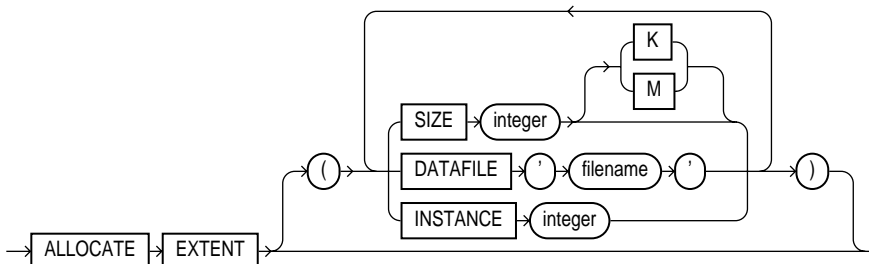 K
M
SIZE integer
( DATAFILE ' filename ' )
INSTANCE integer
ALLOCATE EXTENT